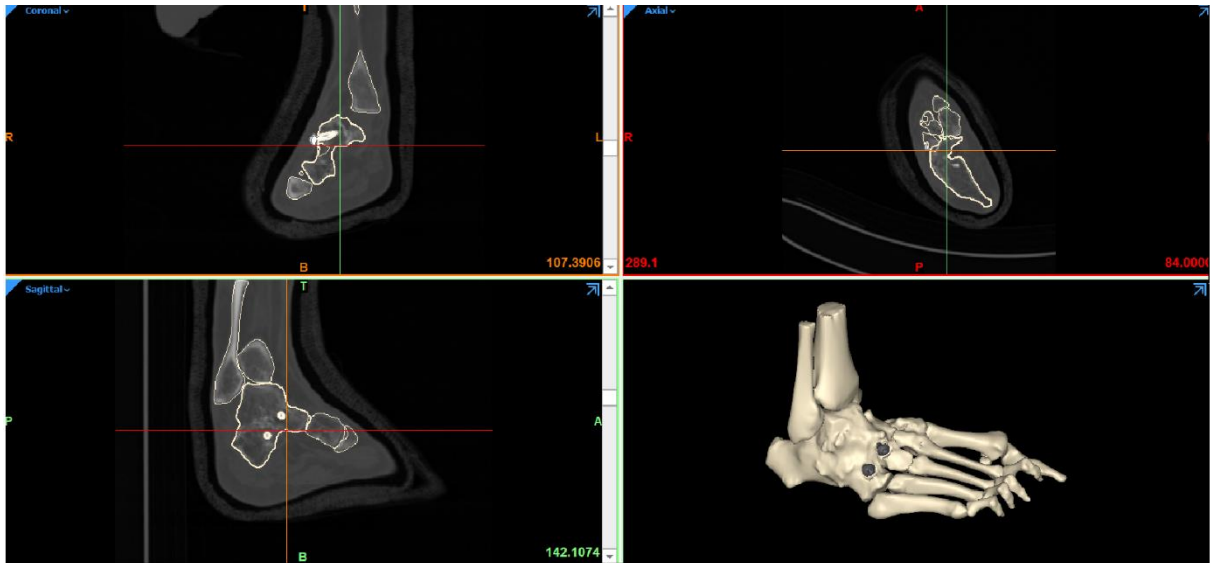 Coronal
T
R
L
B
107.3906
Axial
A
R
P
289.1
84.0000
Sagittal
T
P
A
B
142.1074